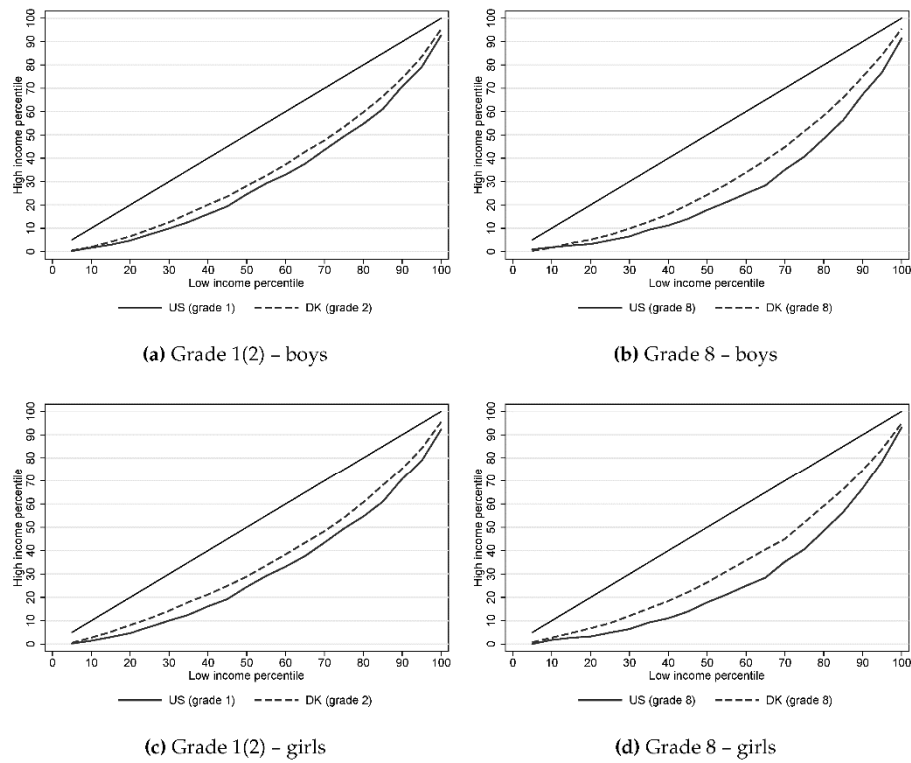 High income percentile
0 10 20 30 40 50 60 70 80 90 100
0 10 20 30 40 50 60 70 80 90 100
Low income percentile
US (grade 1) DK (grade 2)
(a) Grade 1(2) – boys
High income percentile
0 10 20 30 40 50 60 70 80 90 100
0 10 20 30 40 50 60 70 80 90 100
Low income percentile
US (grade 8) DK (grade 8)
(b) Grade 8 – boys
High income percentile
0 10 20 30 40 50 60 70 80 90 100
0 10 20 30 40 50 60 70 80 90 100
Low income percentile
US (grade 1) DK (grade 2)
(c) Grade 1(2) – girls
High income percentile
0 10 20 30 40 50 60 70 80 90 100
0 10 20 30 40 50 60 70 80 90 100
Low income percentile
US (grade 8) DK (grade 8)
(d) Grade 8 – girls